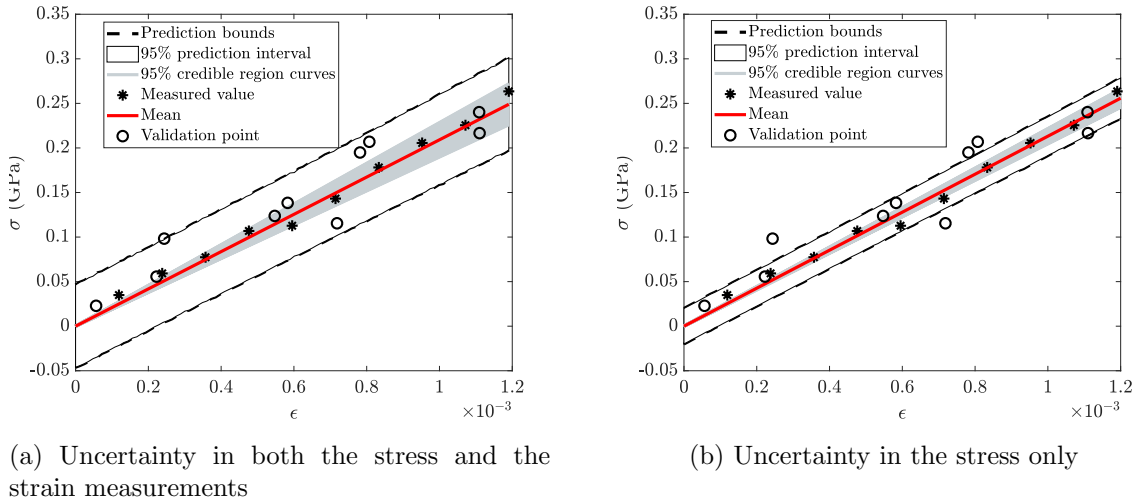 0.35
0.3
0.25
0.2
0.15
0.1
0.05
0
-0.05
σ (GPa)
Prediction bounds
95% prediction interval
95% credible region curves
Measured value
Mean
Validation point
0 0.2 0.4 0.6 0.8 1 1.2
ϵ ×10⁻³
(a) Uncertainty in both the stress and the
strain measurements
0.35
0.3
0.25
0.2
0.15
0.1
0.05
0
-0.05
σ (GPa)
Prediction bounds
95% prediction interval
95% credible region curves
Measured value
Mean
Validation point
0 0.2 0.4 0.6 0.8 1 1.2
ϵ ×10⁻³
(b) Uncertainty in the stress only